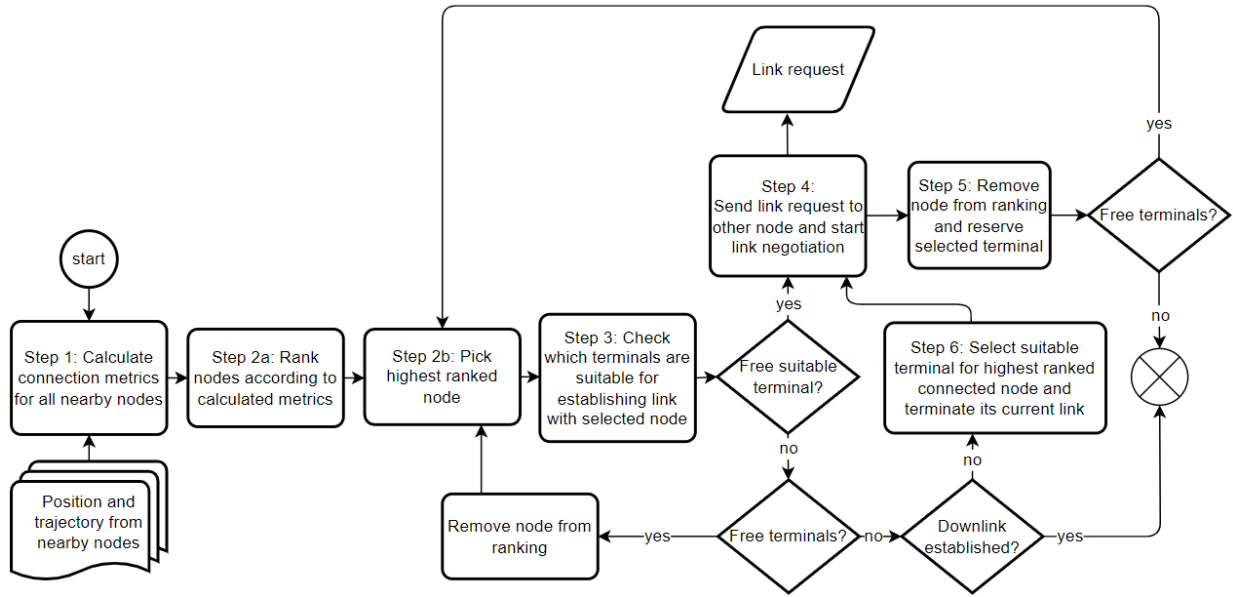 start
Step 1: Calculate
connection metrics
for all nearby nodes
Position and
trajectory from
nearby nodes
Step 2a: Rank
nodes according to
calculated metrics
Step 2b: Pick
highest ranked
node
Step 3: Check
which terminals are
suitable for
establishing link
with selected node
Free suitable
terminal?
yes
no
Step 4:
Send link request to
other node and start
link negotiation
Link request
Step 5: Remove
node from ranking
and reserve
selected terminal
Free terminals?
yes
no
Free terminals?
yes
no
Remove node from
ranking
Downlink
established?
yes
no
Step 6: Select suitable
terminal for highest ranked
connected node and
terminate its current link